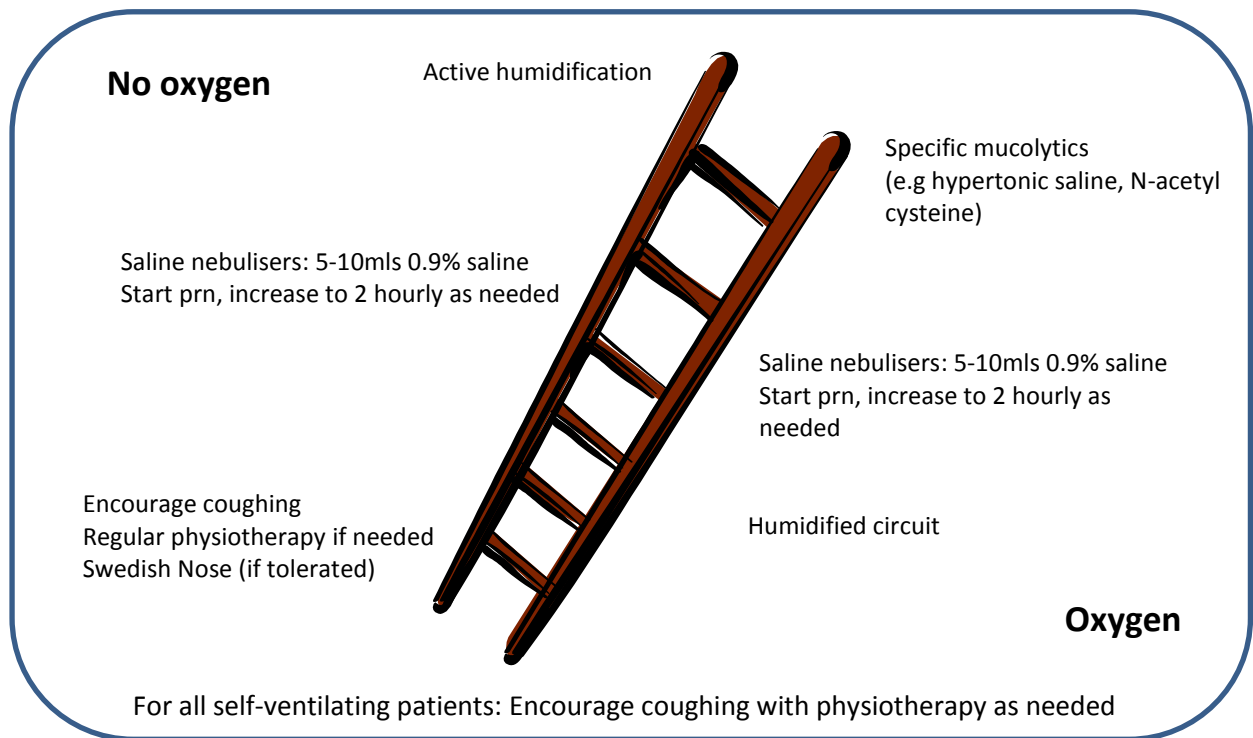 No oxygen
Active humidification
Saline nebulisers: 5-10mls 0.9% saline
Start prn, increase to 2 hourly as needed
Encourage coughing
Regular physiotherapy if needed
Swedish Nose (if tolerated)
Specific mucolytics
(e.g hypertonic saline, N-acetyl
cysteine)
Saline nebulisers: 5-10mls 0.9% saline
Start prn, increase to 2 hourly as
needed
Humidified circuit
Oxygen
For all self-ventilating patients: Encourage coughing with physiotherapy as needed